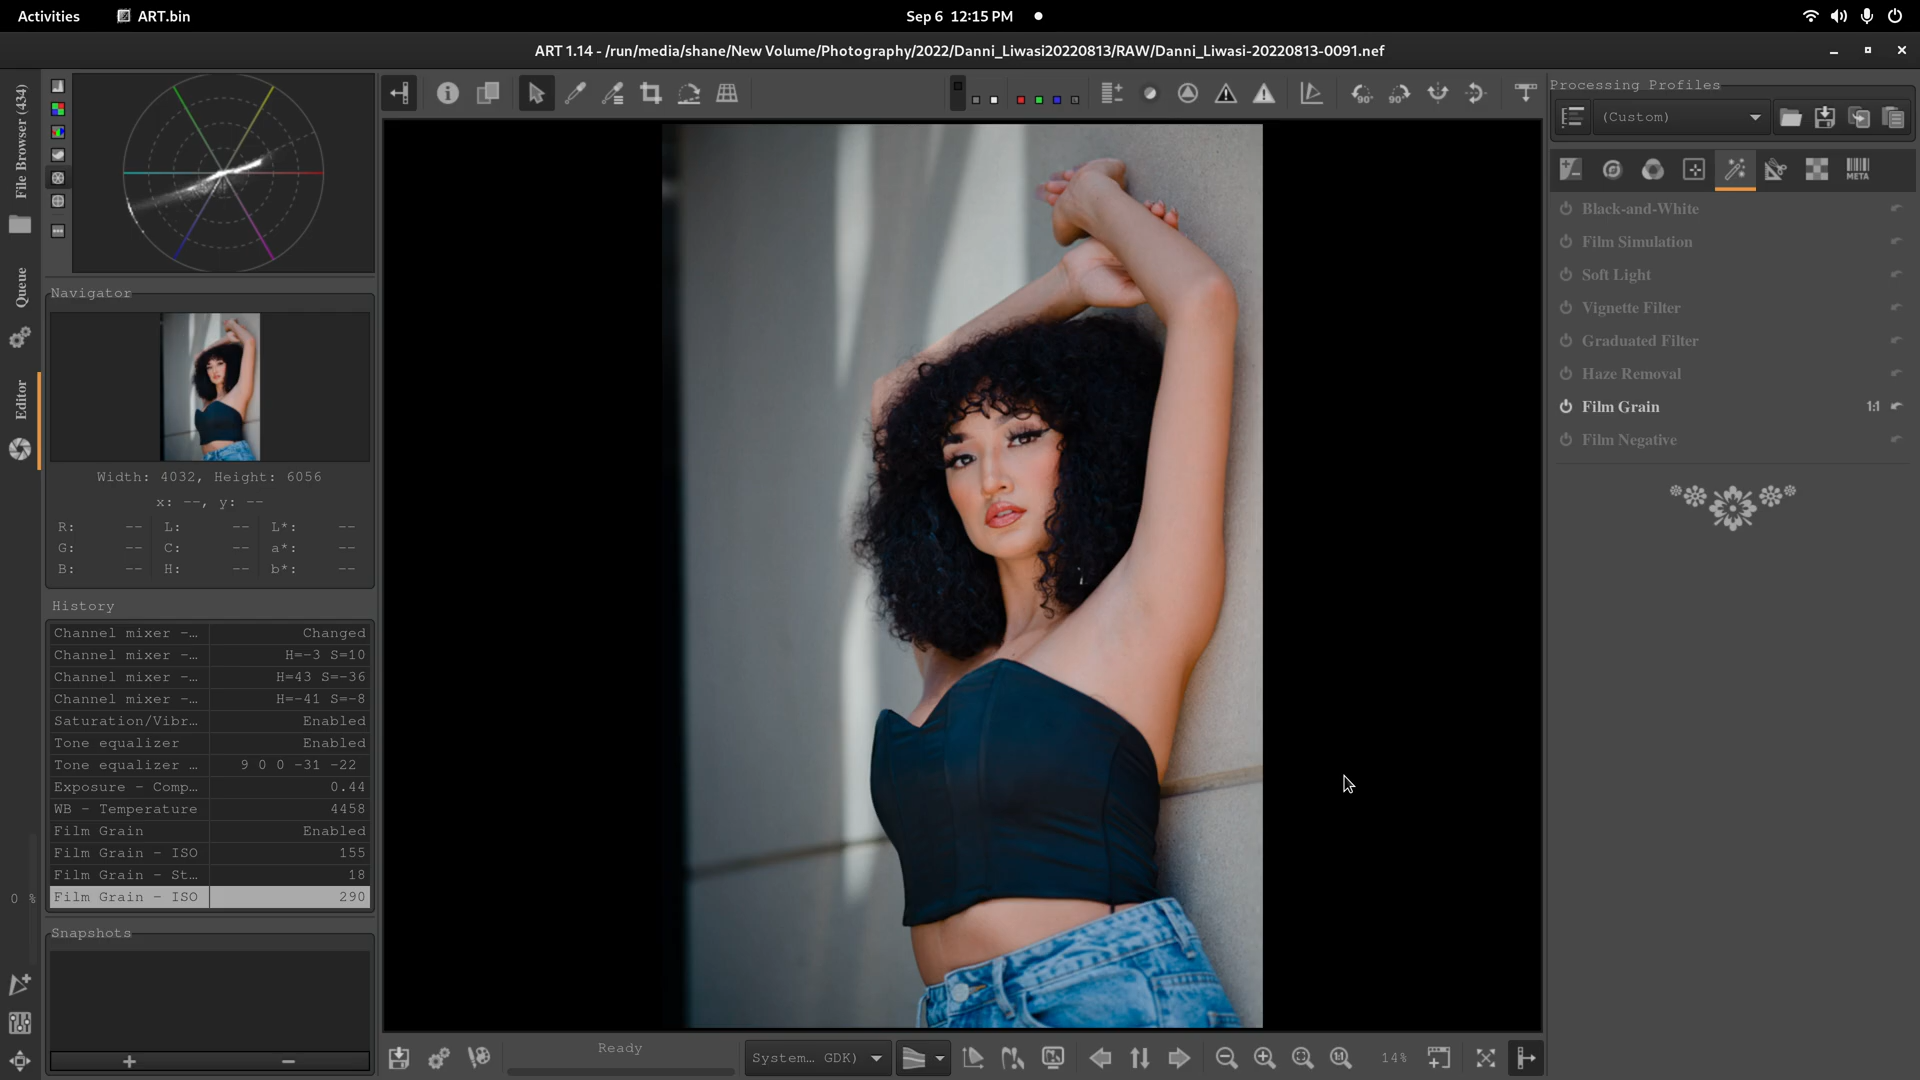 Activities
ART.bin
Sep 6 12:15 PM
ART 1.14 - /run/media/shane/New Volume/Photography/2022/Danni_Liwasi20220813/RAW/Danni_Liwasi-20220813-0091.nef
File Browser (434)
Queue
Editor
0 %
Navigator
Width: 4032, Height: 6056
x: --, y: --
R: -- L: -- L*: --
G: -- C: -- a*: --
B: -- H: -- b*: --
History
Channel mixer -… Changed
Channel mixer -… H=-3 S=10
Channel mixer -… H=43 S=-36
Channel mixer -… H=-41 S=-8
Saturation/Vibr… Enabled
Tone equalizer Enabled
Tone equalizer … 9 0 0 -31 -22
Exposure - Comp… 0.44
WB - Temperature 4458
Film Grain Enabled
Film Grain - ISO 155
Film Grain - St… 18
Film Grain - ISO 290
Snapshots
+ −
90° 90°
Ready
System… GDK)
1:1
14%
Processing Profiles
(Custom)
META
Black-and-White
Film Simulation
Soft Light
Vignette Filter
Graduated Filter
Haze Removal
Film Grain 1:1
Film Negative